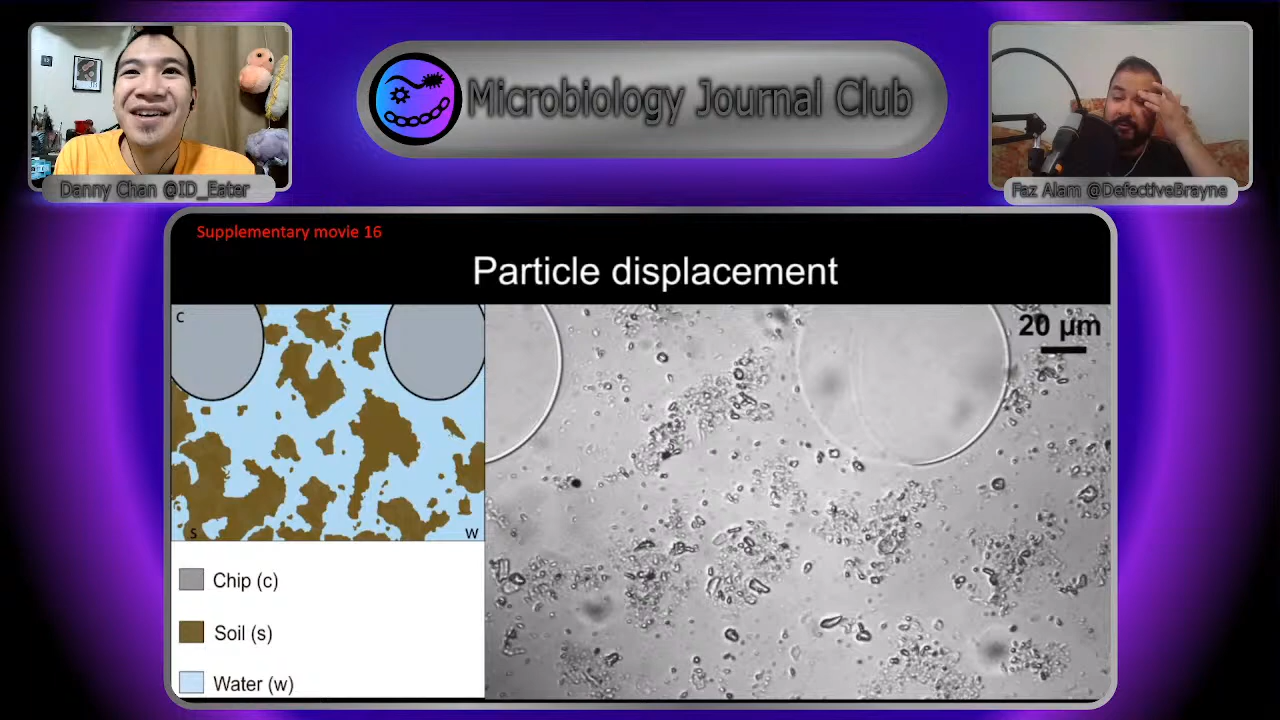 Microbiology Journal Club
Danny Chan @ID_Eater
Faz Alam @DefectiveBrayne
Supplementary movie 16
Particle displacement
C
S
W
20 µm
Chip (c)
Soil (s)
Water (w)